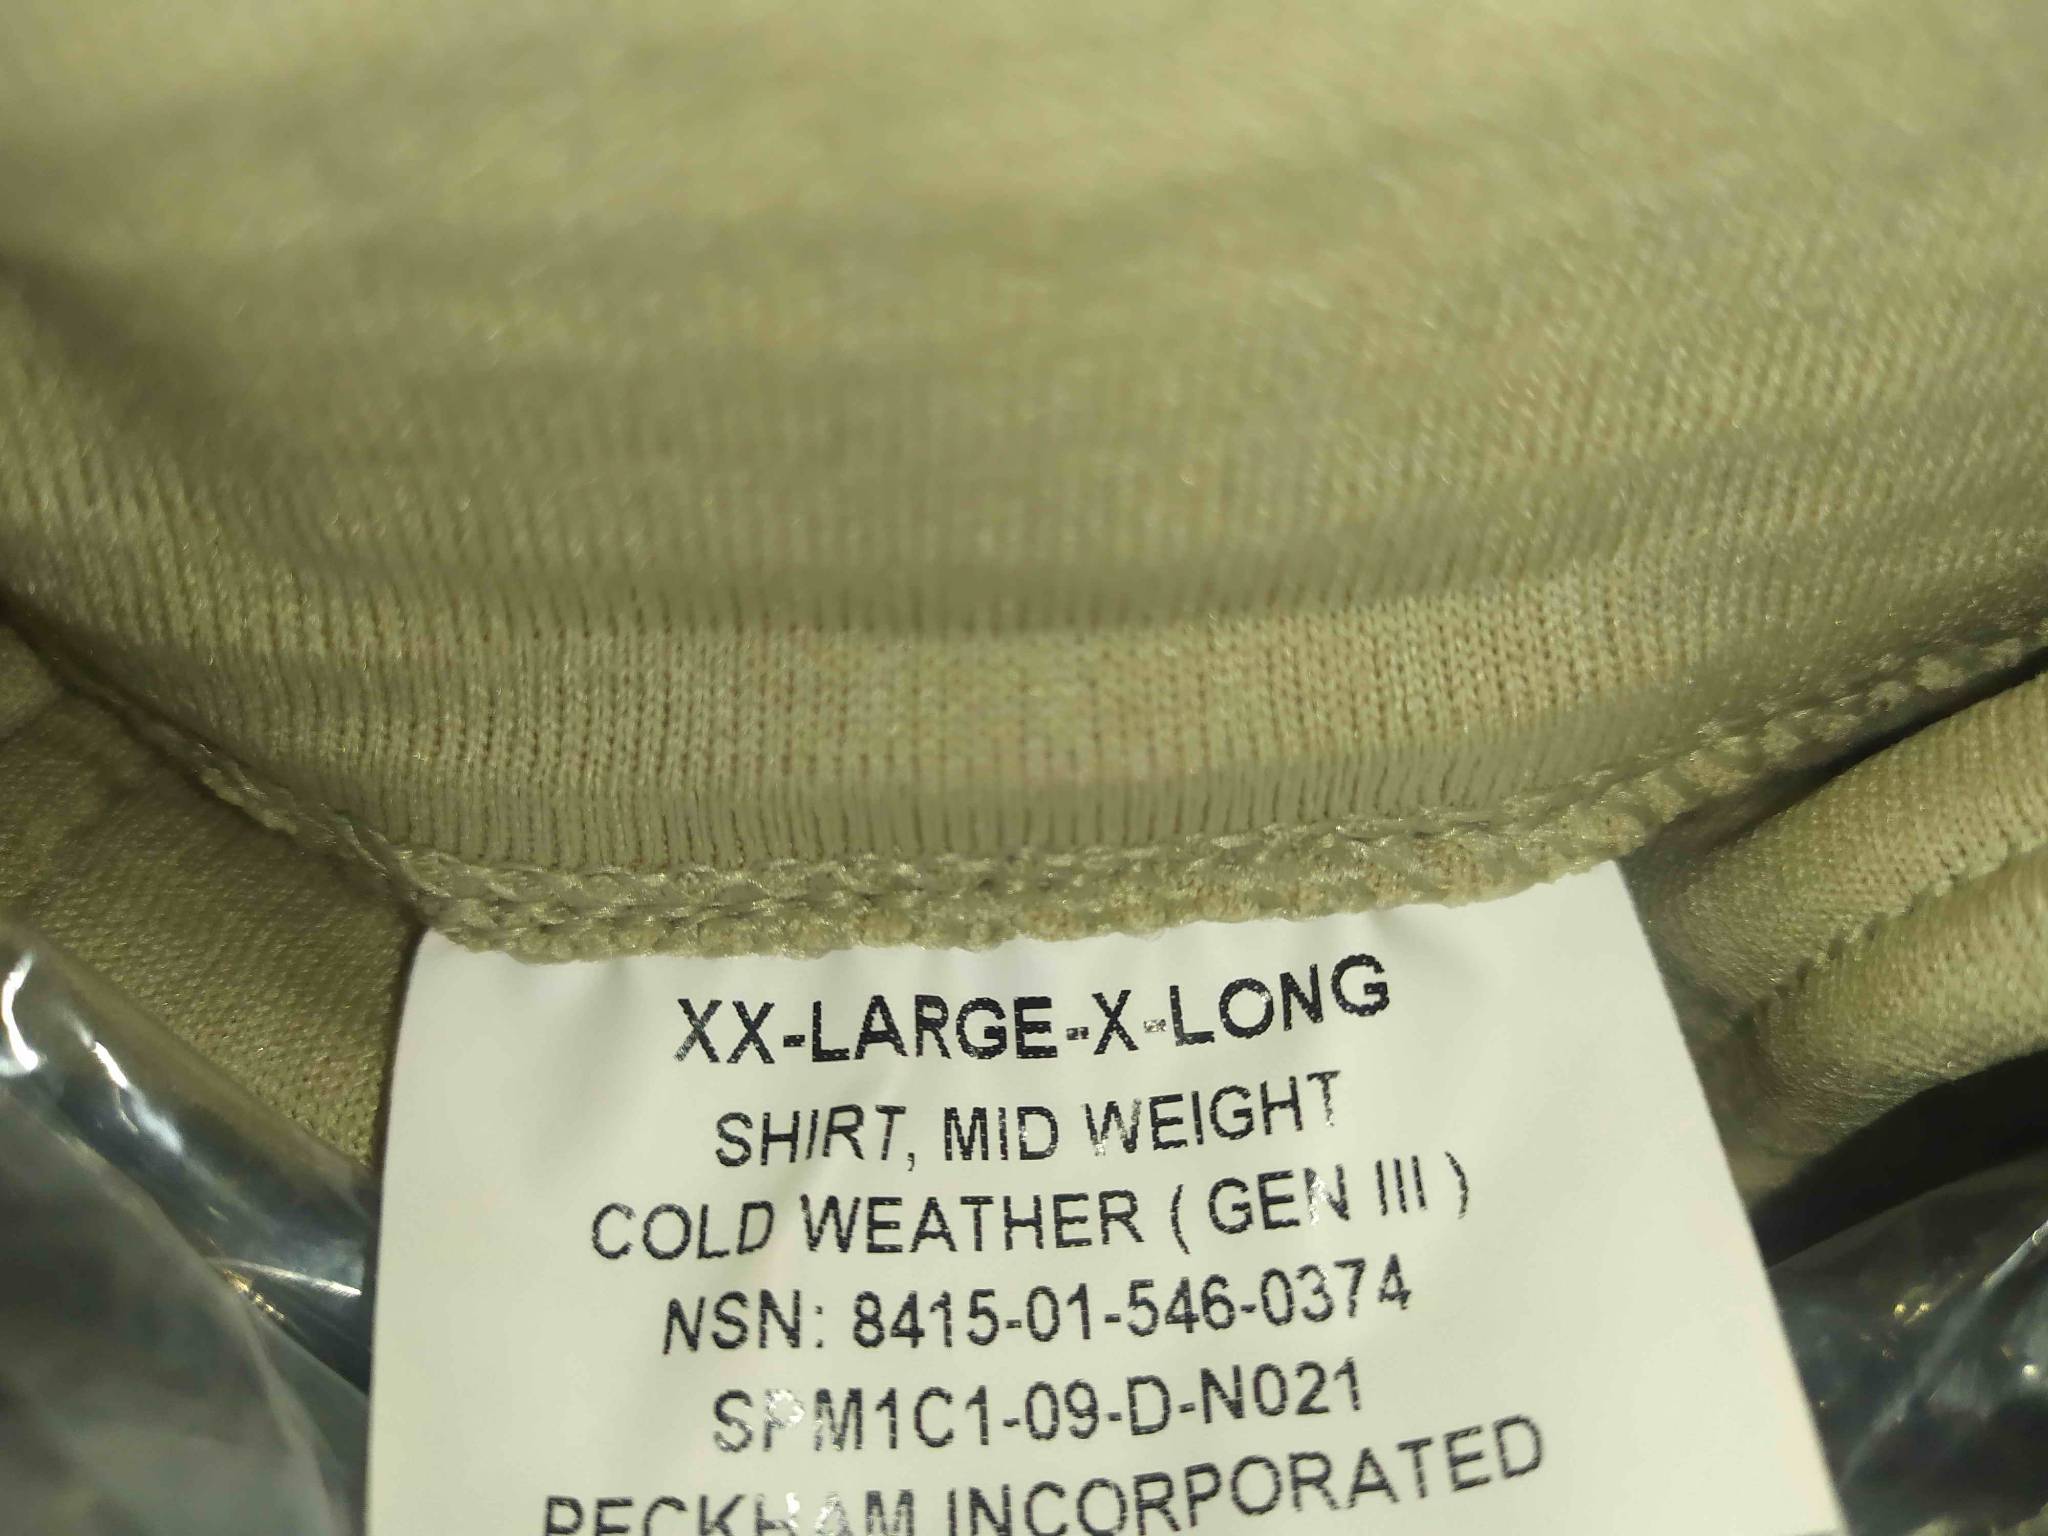 XX-LARGE-X-LONG
SHIRT, MID WEIGHT
COLD WEATHER ( GEN III )
NSN: 8415-01-546-0374
SPM1C1-09-D-N021
PECKHAM INCORPORATED